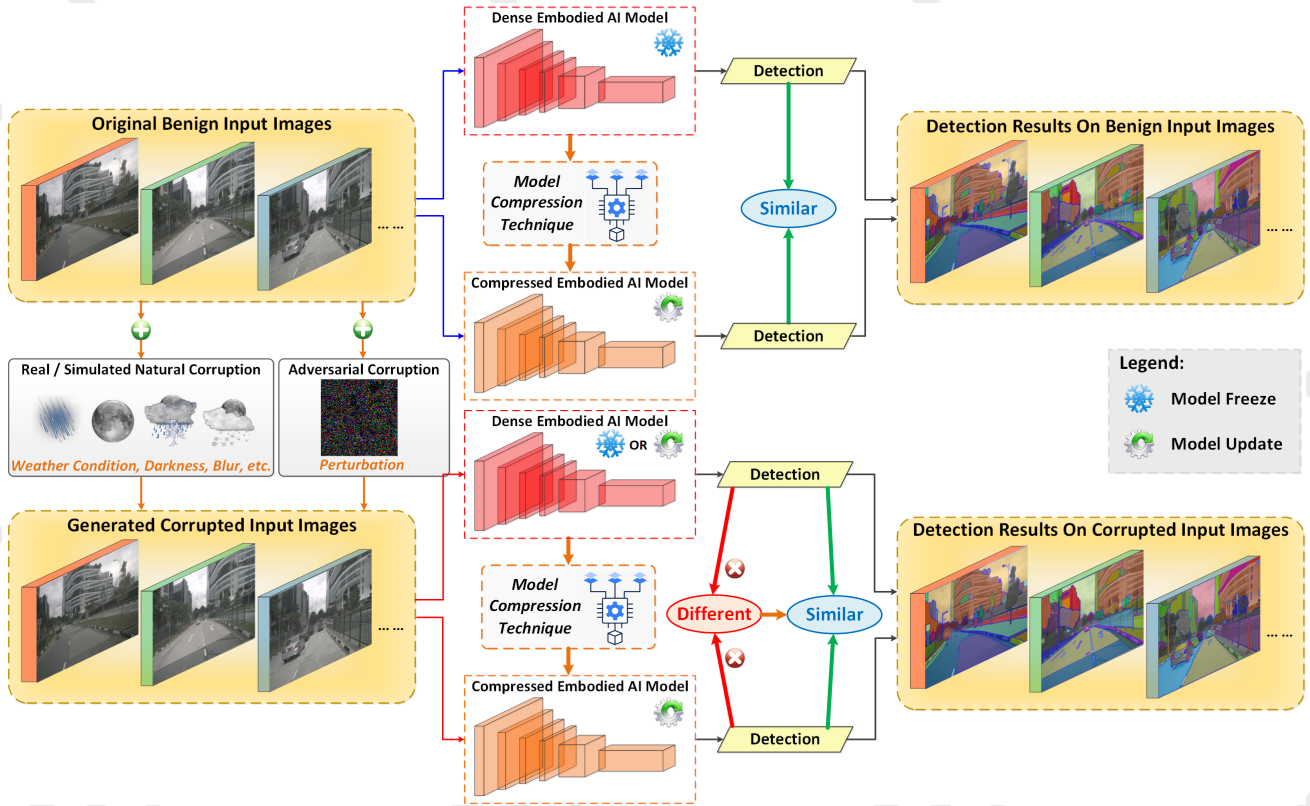 Dense Embodied AI Model
Detection
Original Benign Input Images
... ...
Model
Compression
Technique
Similar
Detection Results On Benign Input Images
... ...
Compressed Embodied AI Model
Detection
Real / Simulated Natural Corruption
Weather Condition, Darkness, Blur, etc.
Adversarial Corruption
Perturbation
Legend:
Model Freeze
Model Update
Dense Embodied AI Model
OR
Detection
Generated Corrupted Input Images
... ...
Model
Compression
Technique
Different
Similar
Detection Results On Corrupted Input Images
... ...
Compressed Embodied AI Model
Detection